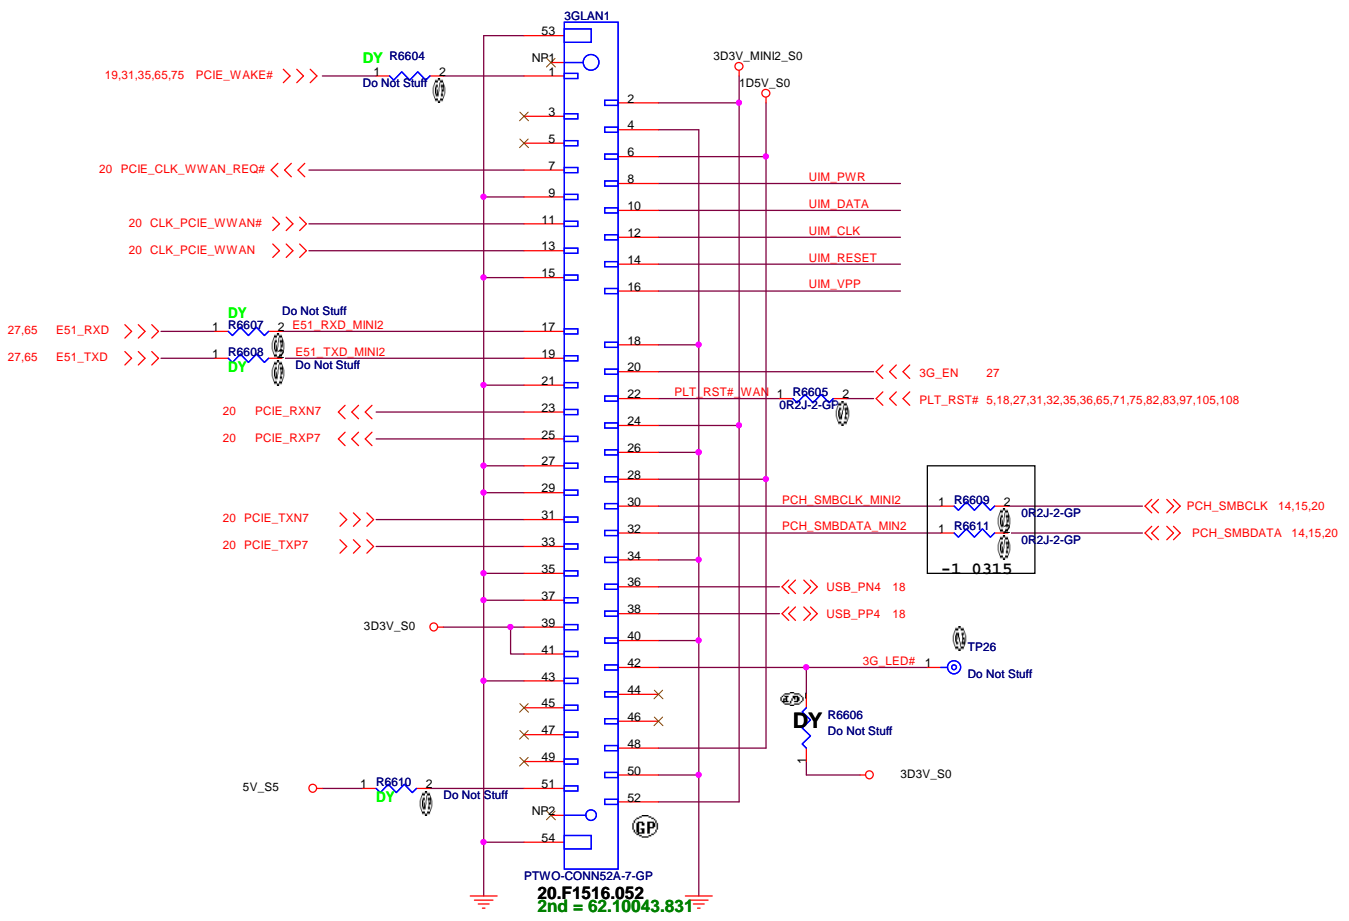 3GLAN1
53
DY R6604
3D3V_MINI2_S0
NP1
19,31,35,65,75 PCIE_WAKE# 1 2 1
Do Not Stuff
1D5V_S0
2
3
4
5
6
20 PCIE_CLK_WWAN_REQ# 7
8 UIM_PWR
9
10 UIM_DATA
20 CLK_PCIE_WWAN# 11
12 UIM_CLK
20 CLK_PCIE_WWAN 13
14 UIM_RESET
15
16 UIM_VPP
DY Do Not Stuff
27,65 E51_RXD 1 R6607 2 E51_RXD_MINI2 17
18
27,65 E51_TXD 1 R6608 2 E51_TXD_MINI2 19
DY Do Not Stuff
20 3G_EN 27
21
22 PLT_RST#_WAN 1 R6605 2 PLT_RST# 5,18,27,31,32,35,36,65,71,75,82,83,97,105,108
0R2J-2-GP
20 PCIE_RXN7 23
24
20 PCIE_RXP7 25
26
27
28
29
30 PCH_SMBCLK_MINI2 1 R6609 2 PCH_SMBCLK 14,15,20
0R2J-2-GP
20 PCIE_TXN7 31
32 PCH_SMBDATA_MIN2 1 R6611 2 PCH_SMBDATA 14,15,20
0R2J-2-GP
20 PCIE_TXP7 33
34
-1 0315
35
36 USB_PN4 18
37
38 USB_PP4 18
3D3V_S0 39
40
41
42 3G_LED# 1 TP26
Do Not Stuff
43
44
45
46
DY R6606
Do Not Stuff
47
48
1
49
50
3D3V_S0
5V_S5 1 R6610 2 51
DY Do Not Stuff
52
NP2
GP
54
PTWO-CONN52A-7-GP
20.F1516.052
2nd = 62.10043.831